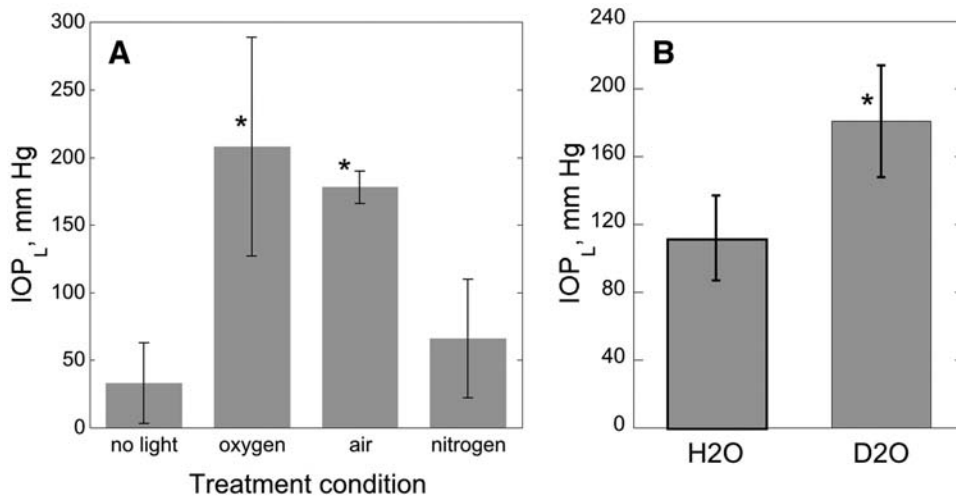 A
IOP_L, mm Hg
300
250
200
150
100
50
0
*
*
no light oxygen air nitrogen
Treatment condition
B
IOP_L, mm Hg
240
200
160
120
80
40
0
*
H2O D2O